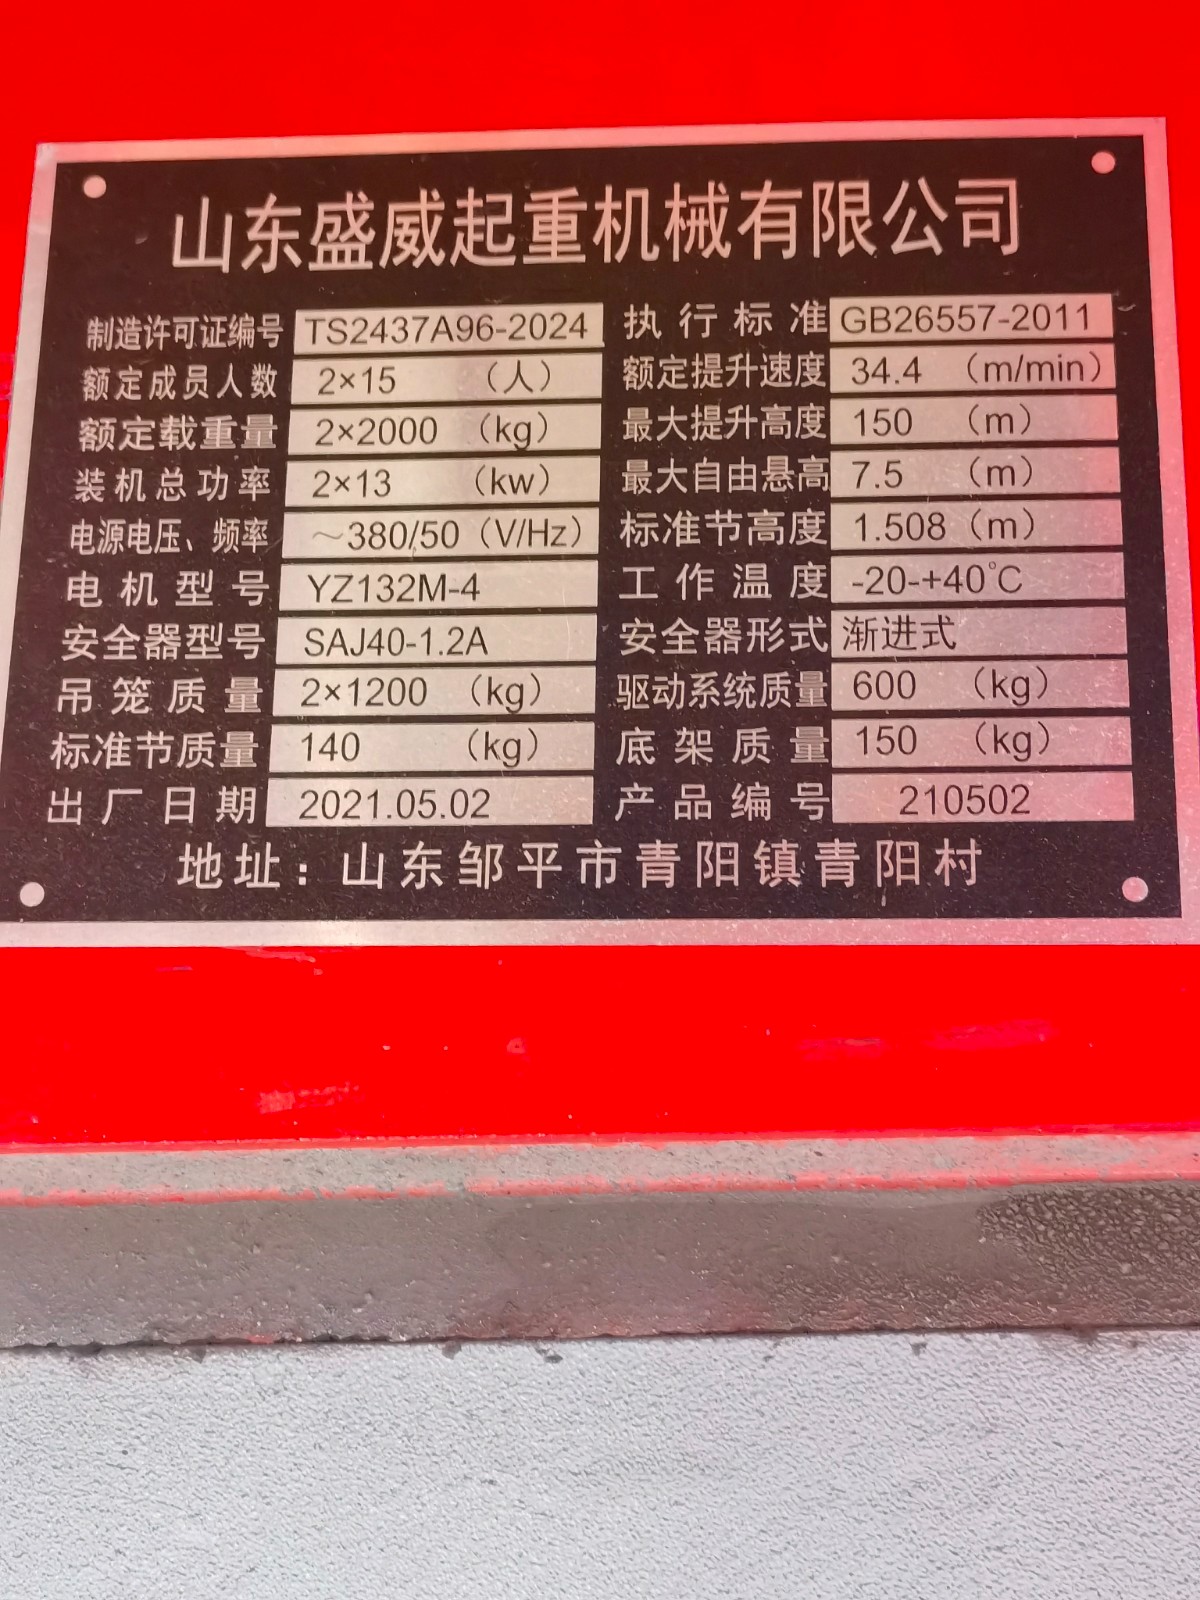 山东盛威起重机械有限公司
制造许可证编号 TS2437A96-2024 执行标准 GB26557-2011
额定成员人数 2×15 （人） 额定提升速度 34.4 （m/min）
额定载重量 2×2000 （kg） 最大提升高度 150 （m）
装机总功率 2×13 （kw） 最大自由悬高 7.5 （m）
电源电压、频率 ～380/50（V/Hz） 标准节高度 1.508（m）
电机型号 YZ132M-4 工作温度 -20-+40℃
安全器型号 SAJ40-1.2A 安全器形式 渐进式
吊笼质量 2×1200 （kg） 驱动系统质量 600 （kg）
标准节质量 140 （kg） 底架质量 150 （kg）
出厂日期 2021.05.02 产品编号 210502
地址：山东邹平市青阳镇青阳村